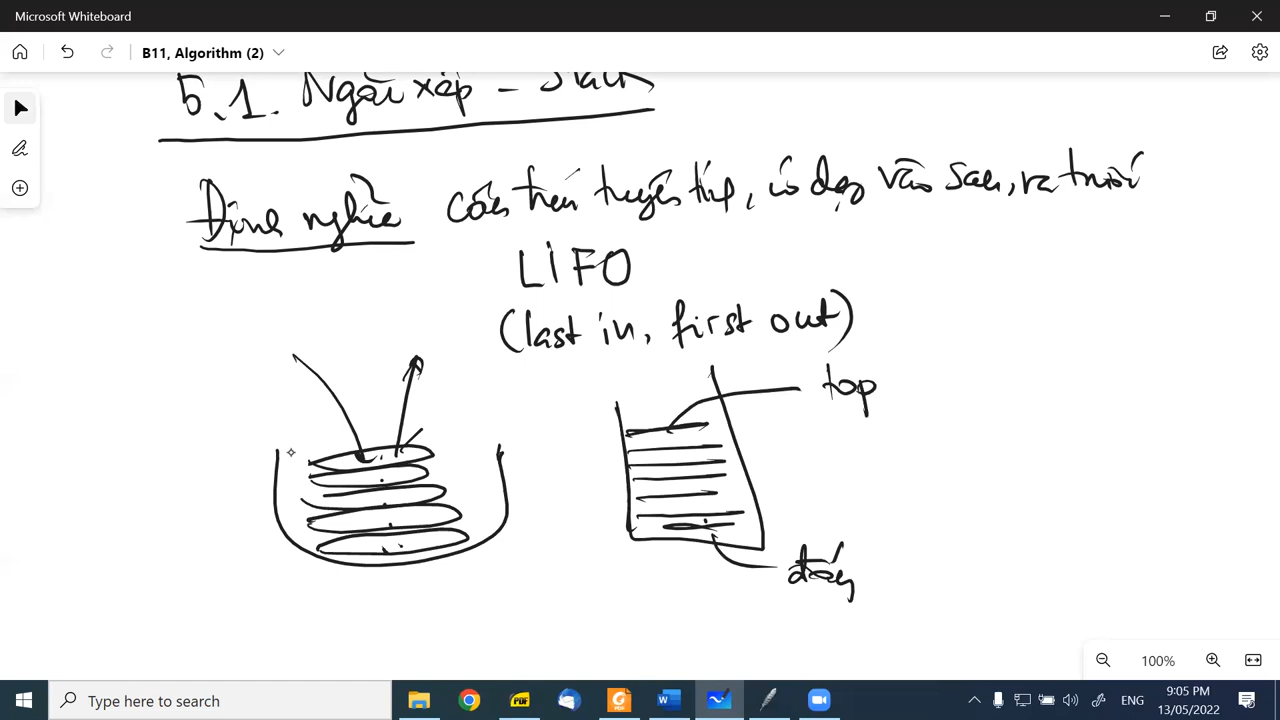 Microsoft Whiteboard
B11, Algorithm (2)
5.1. Ngăn xếp - Stack
Định nghĩa cấu trúc tuyến tính, có dạng vào sau, ra trước
LIFO
(last in, first out)
top
đáy
100%
Type here to search
PDF
W
ENG
9:05 PM
13/05/2022